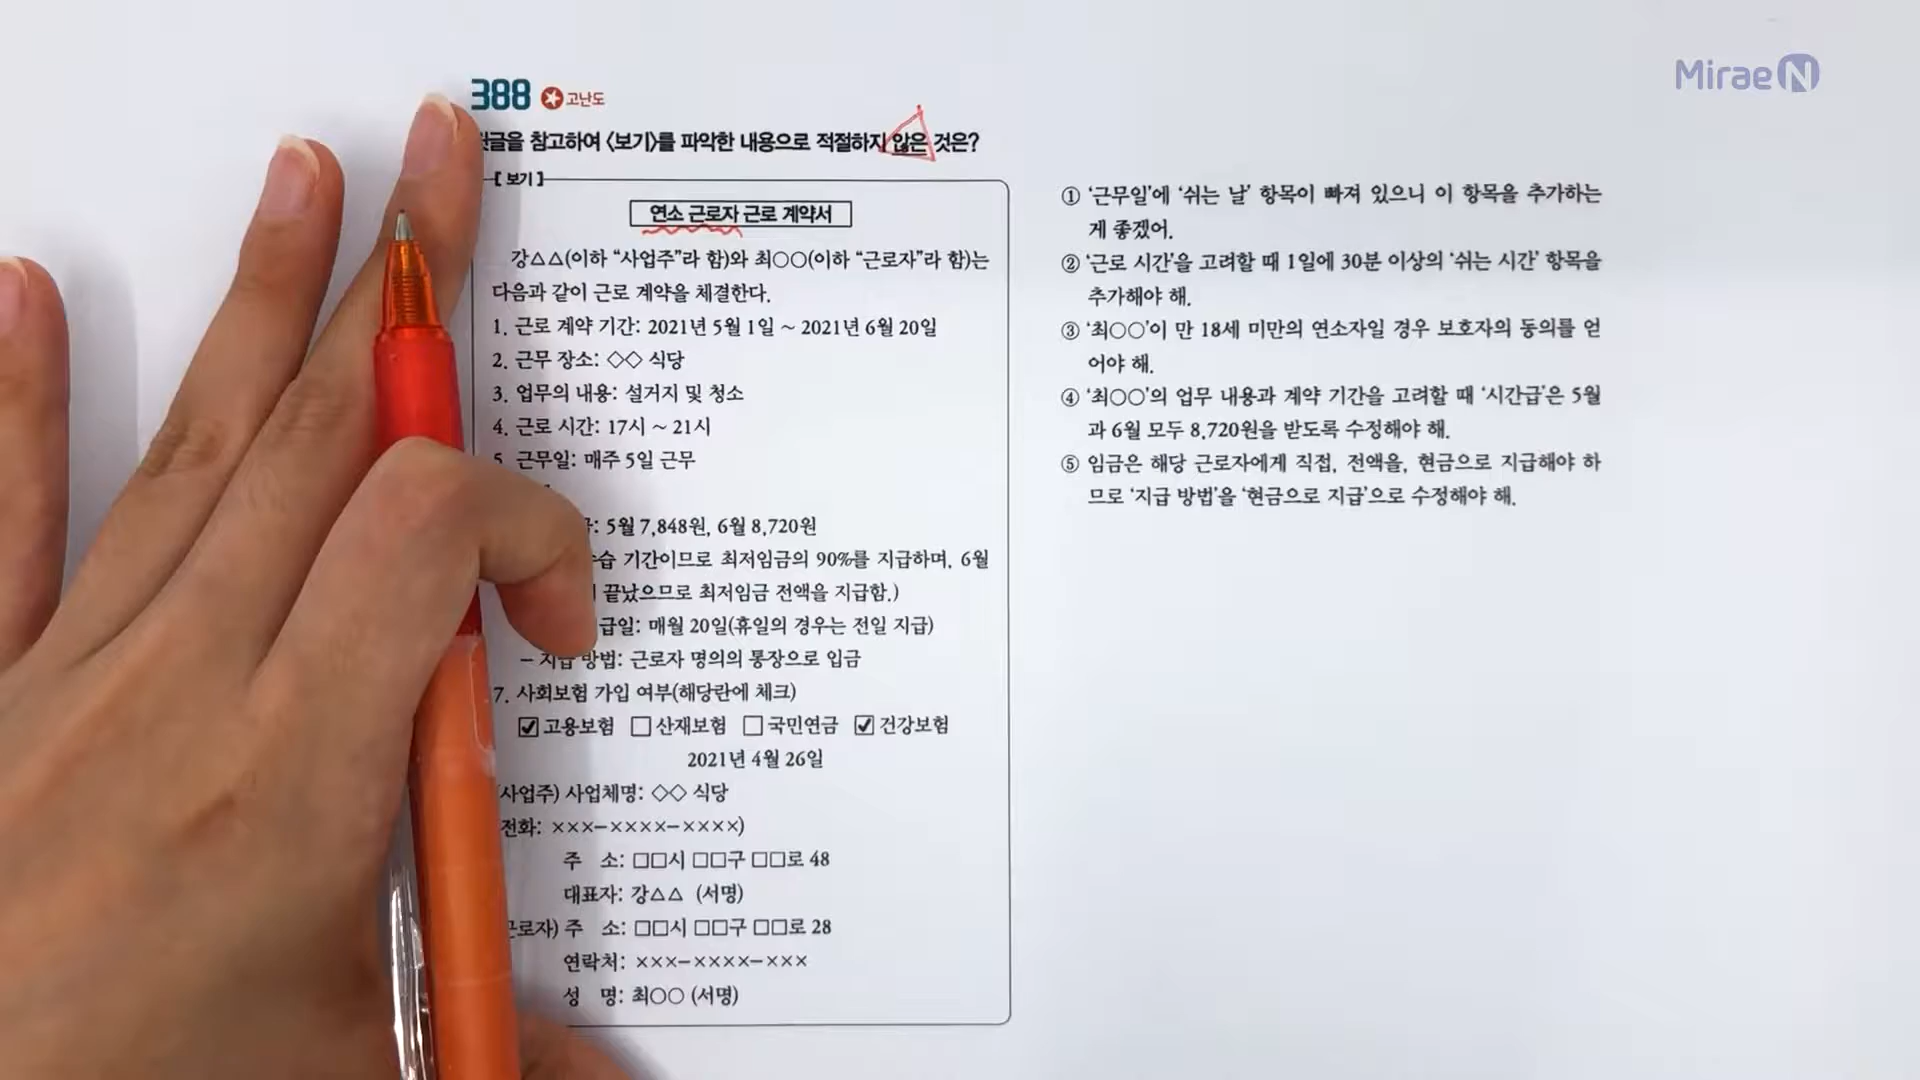 Mirae N
388 고난도
윗글을 참고하여 〈보기〉를 파악한 내용으로 적절하지 않은 것은?
[보기]
연소 근로자 근로 계약서
강△△(이하 “사업주”라 함)와 최○○(이하 “근로자”라 함)는
다음과 같이 근로 계약을 체결한다.
1. 근로 계약 기간: 2021년 5월 1일 ~ 2021년 6월 20일
2. 근무 장소: ◇◇ 식당
3. 업무의 내용: 설거지 및 청소
4. 근로 시간: 17시 ~ 21시
5. 근무일: 매주 5일 근무
: 5월 7,848원, 6월 8,720원
수습 기간이므로 최저임금의 90%를 지급하며, 6월
끝났으므로 최저임금 전액을 지급함.)
급일: 매월 20일(휴일의 경우는 전일 지급)
– 지급 방법: 근로자 명의의 통장으로 입금
7. 사회보험 가입 여부(해당란에 체크)
☑고용보험 □산재보험 □국민연금 ☑건강보험
2021년 4월 26일
(사업주) 사업체명: ◇◇ 식당
전화: ×××–××××–××××)
주 소: □□시 □□구 □□로 48
대표자: 강△△ (서명)
근로자) 주 소: □□시 □□구 □□로 28
연락처: ×××–××××–×××
성 명: 최○○ (서명)
① ‘근무일’에 ‘쉬는 날’ 항목이 빠져 있으니 이 항목을 추가하는
게 좋겠어.
② ‘근로 시간’을 고려할 때 1일에 30분 이상의 ‘쉬는 시간’ 항목을
추가해야 해.
③ ‘최○○’이 만 18세 미만의 연소자일 경우 보호자의 동의를 얻
어야 해.
④ ‘최○○’의 업무 내용과 계약 기간을 고려할 때 ‘시간급’은 5월
과 6월 모두 8,720원을 받도록 수정해야 해.
⑤ 임금은 해당 근로자에게 직접, 전액을, 현금으로 지급해야 하
므로 ‘지급 방법’을 ‘현금으로 지급’으로 수정해야 해.